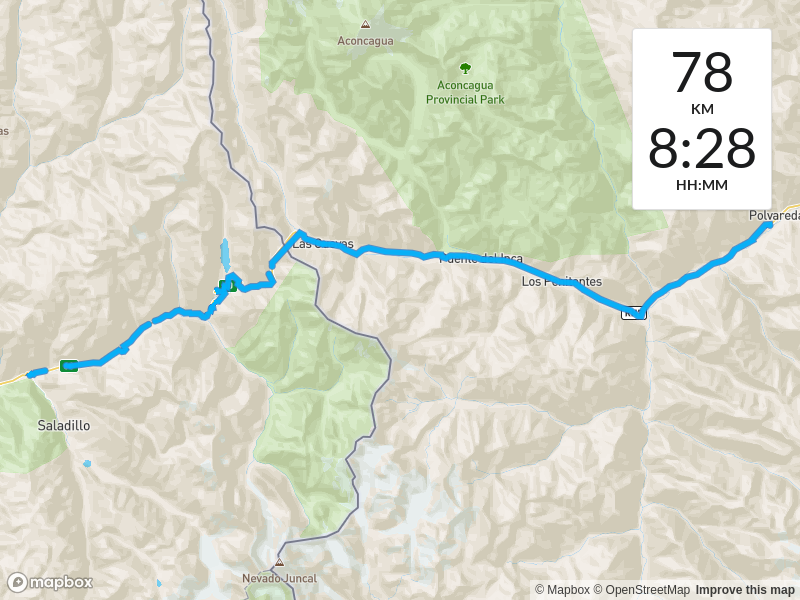 Aconcagua
Aconcagua
Provincial Park
78
KM
8:28
HH:MM
Polvareda
Las Cuevas
Puente del Inca
Los Penitentes
Saladillo
Nevado Juncal
mapbox
© Mapbox © OpenStreetMap Improve this map